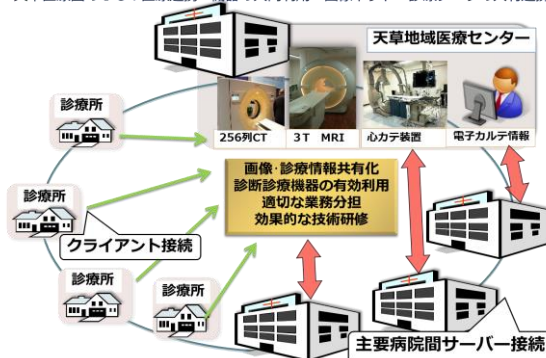 天草地域医療センター
256列CT
3T MRI
心カテ装置
電子カルテ情報
診療所
画像・診療情報共有化
診断診療機器の有効利用
適切な業務分担
効果的な技術研修
診療所
クライアント接続
診療所
診療所
主要病院間サーバー接続